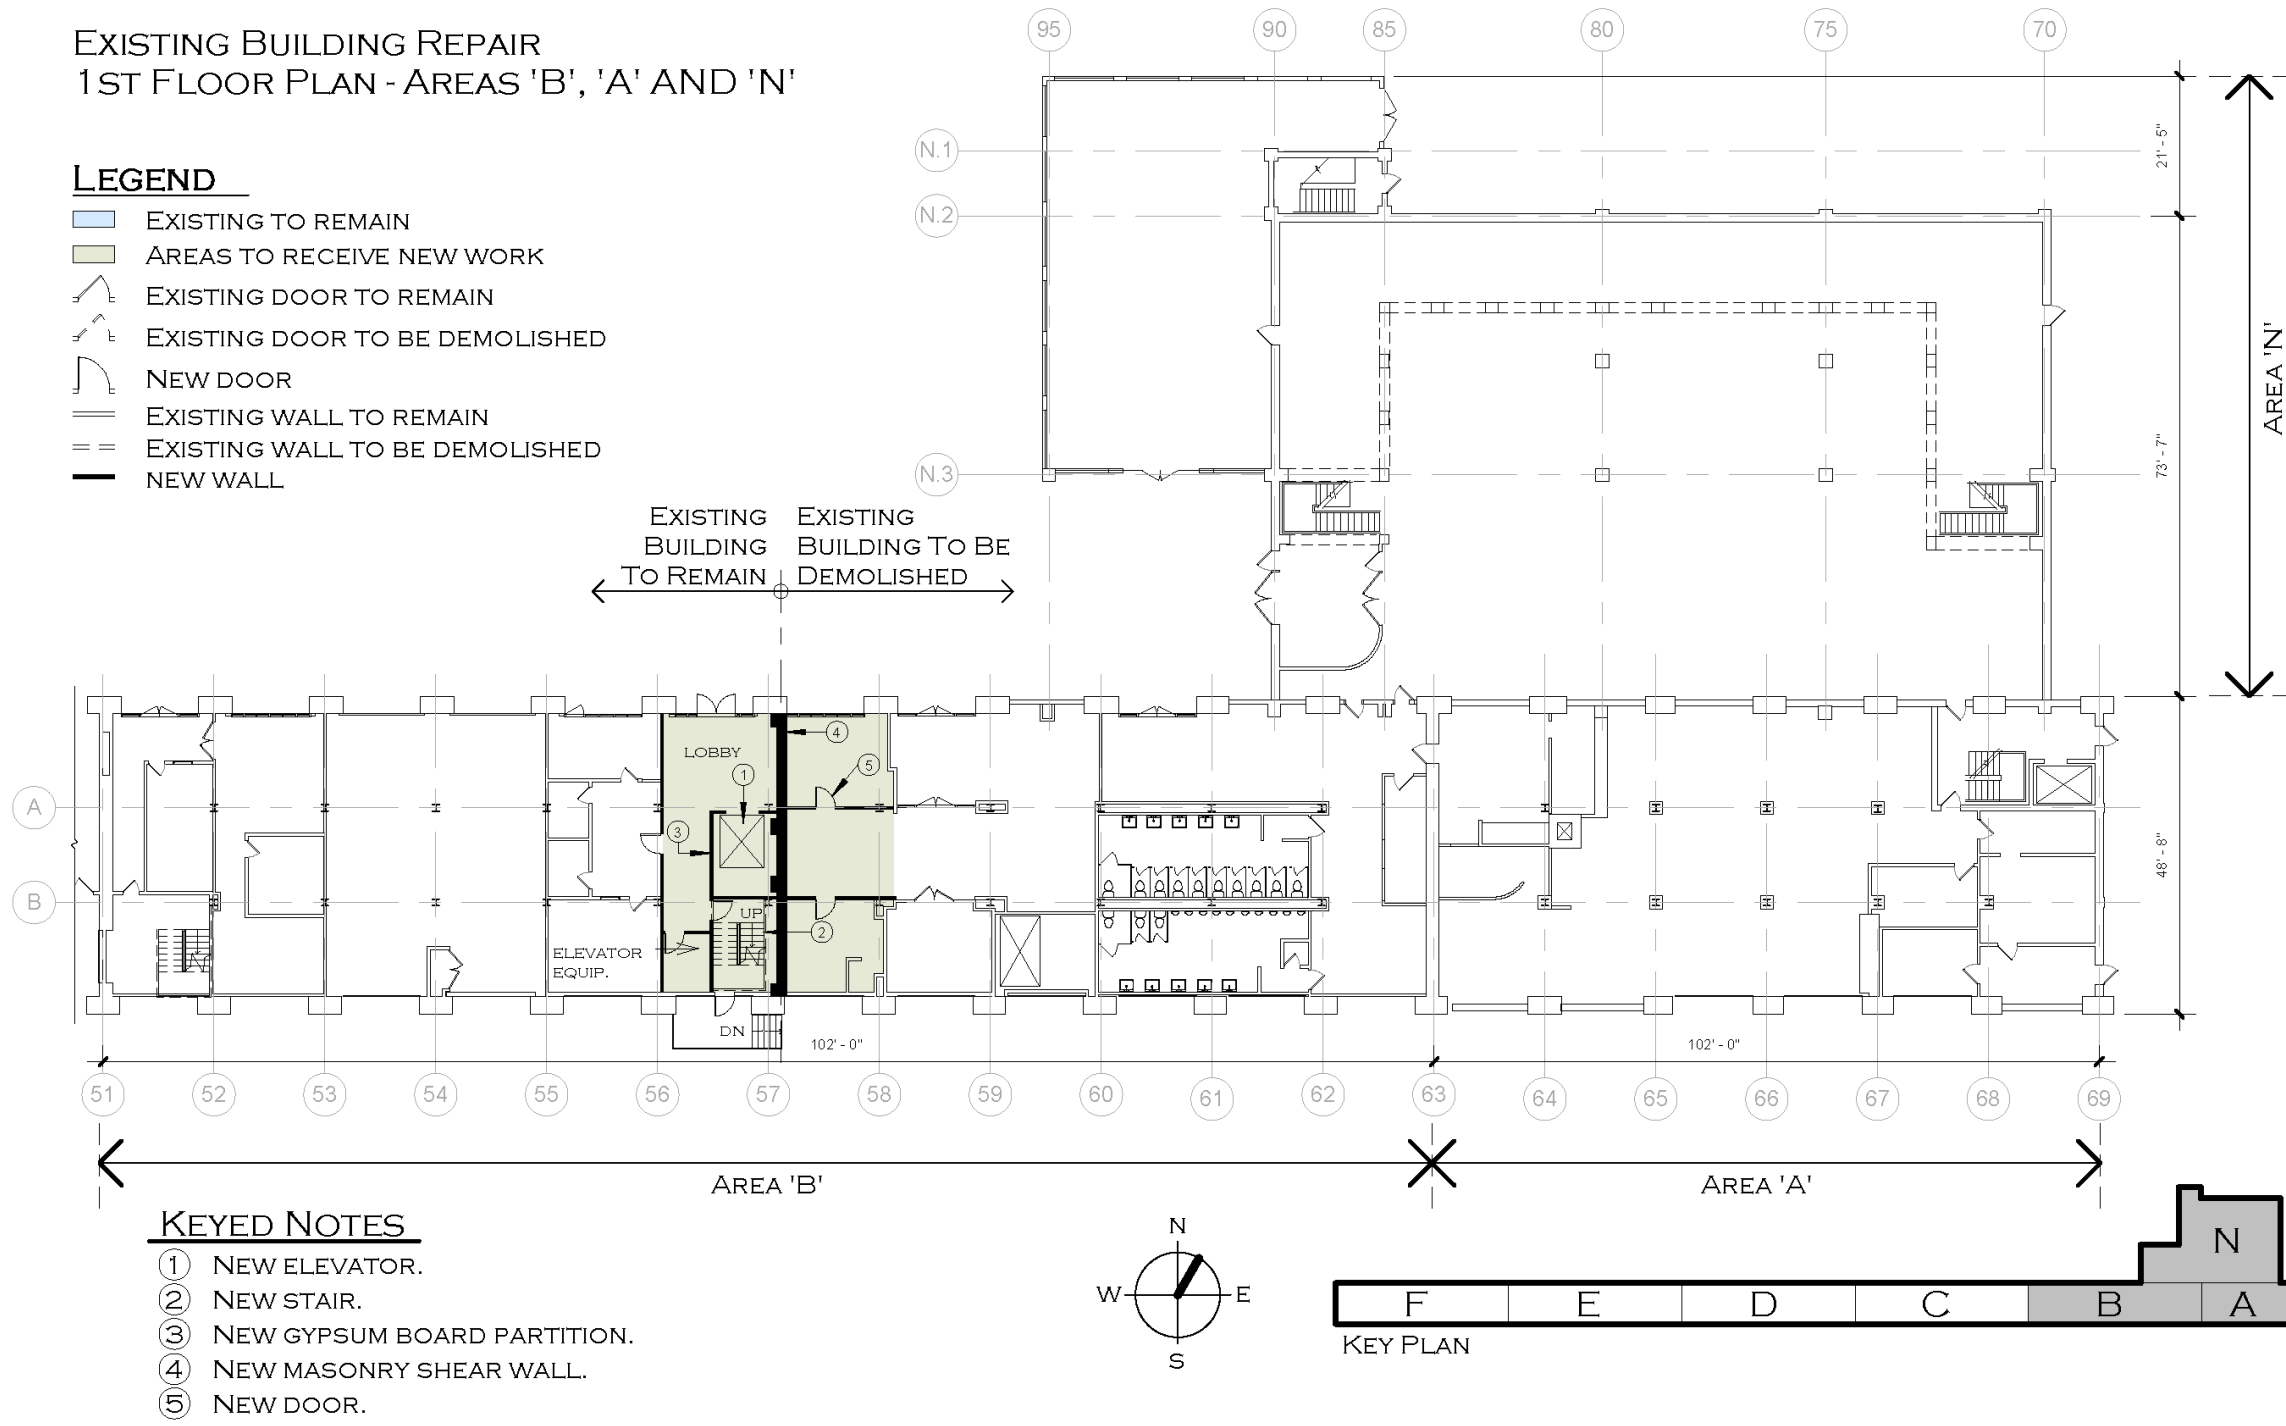 Existing Building Repair
1st Floor Plan - Areas 'B', 'A' AND 'N'
Legend
Existing to remain
Areas to receive new work
Existing door to remain
Existing door to be demolished
New door
Existing wall to remain
Existing wall to be demolished
new wall
95
90
85
80
75
70
N.1
N.2
N.3
21' - 5"
73' - 7"
48' - 8"
Area 'N'
Existing
Building
To Remain
Existing
Building To Be
Demolished
A
B
LOBBY
1
2
3
4
5
UP
ELEVATOR
EQUIP.
DN
102' - 0"
102' - 0"
51
52
53
54
55
56
57
58
59
60
61
62
63
64
65
66
67
68
69
Area 'B'
Area 'A'
Keyed Notes
1 New elevator.
2 New stair.
3 New gypsum board partition.
4 New masonry shear wall.
5 New door.
N
W
E
S
F
E
D
C
B
A
N
Key Plan